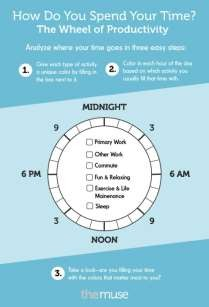 How Do You Spend Your Time?
The Wheel of Productivity
Analyze where your time goes in three easy steps:
1.
Give each type of activity
a unique color by filling in
the box next to it.
2.
Color in each hour of the day
based on which activity you
usually fill that time with.
MIDNIGHT
9
3
Primary Work
Other Work
Commute
Fun & Relaxing
Exercise & Life
Maintenance
Sleep
6 PM
6 AM
3
9
NOON
3.
Take a look—are you filling your time
with the colors that matter most to you?
themuse